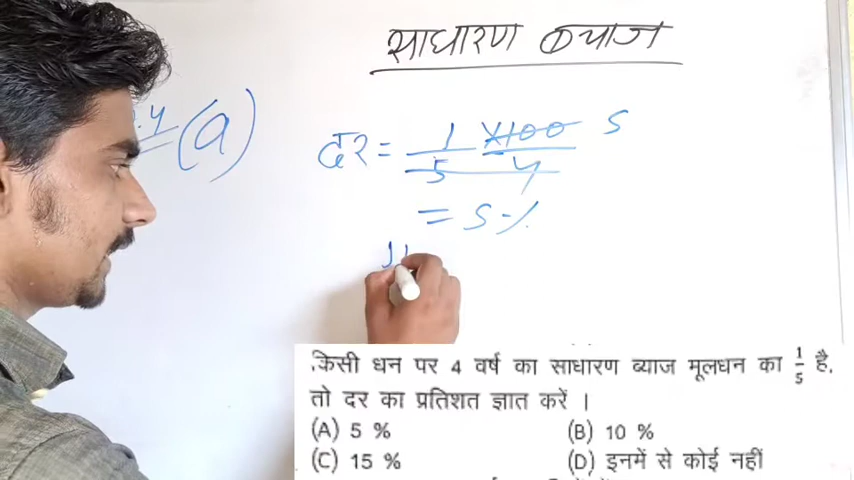 साधारण ब्याज
(a)
दर = 1 ×100 5
5 4
= 5 %
.किसी धन पर 4 वर्ष का साधारण ब्याज मूलधन का 1/5 है.
तो दर का प्रतिशत ज्ञात करें ।
(A) 5 % (B) 10 %
(C) 15 % (D) इनमें से कोई नहीं